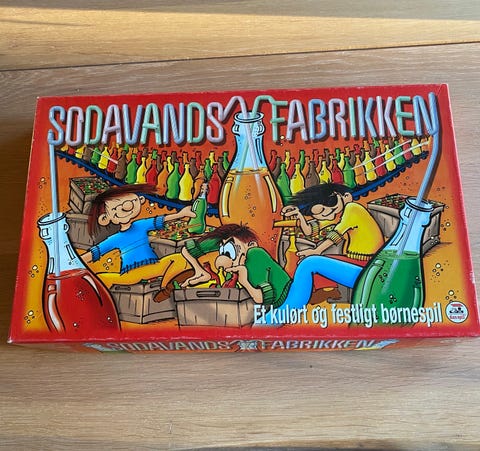 SODAVANDS FABRIKKEN
Et kulørt og festligt børnespil
SODAVANDS FABRIKKEN